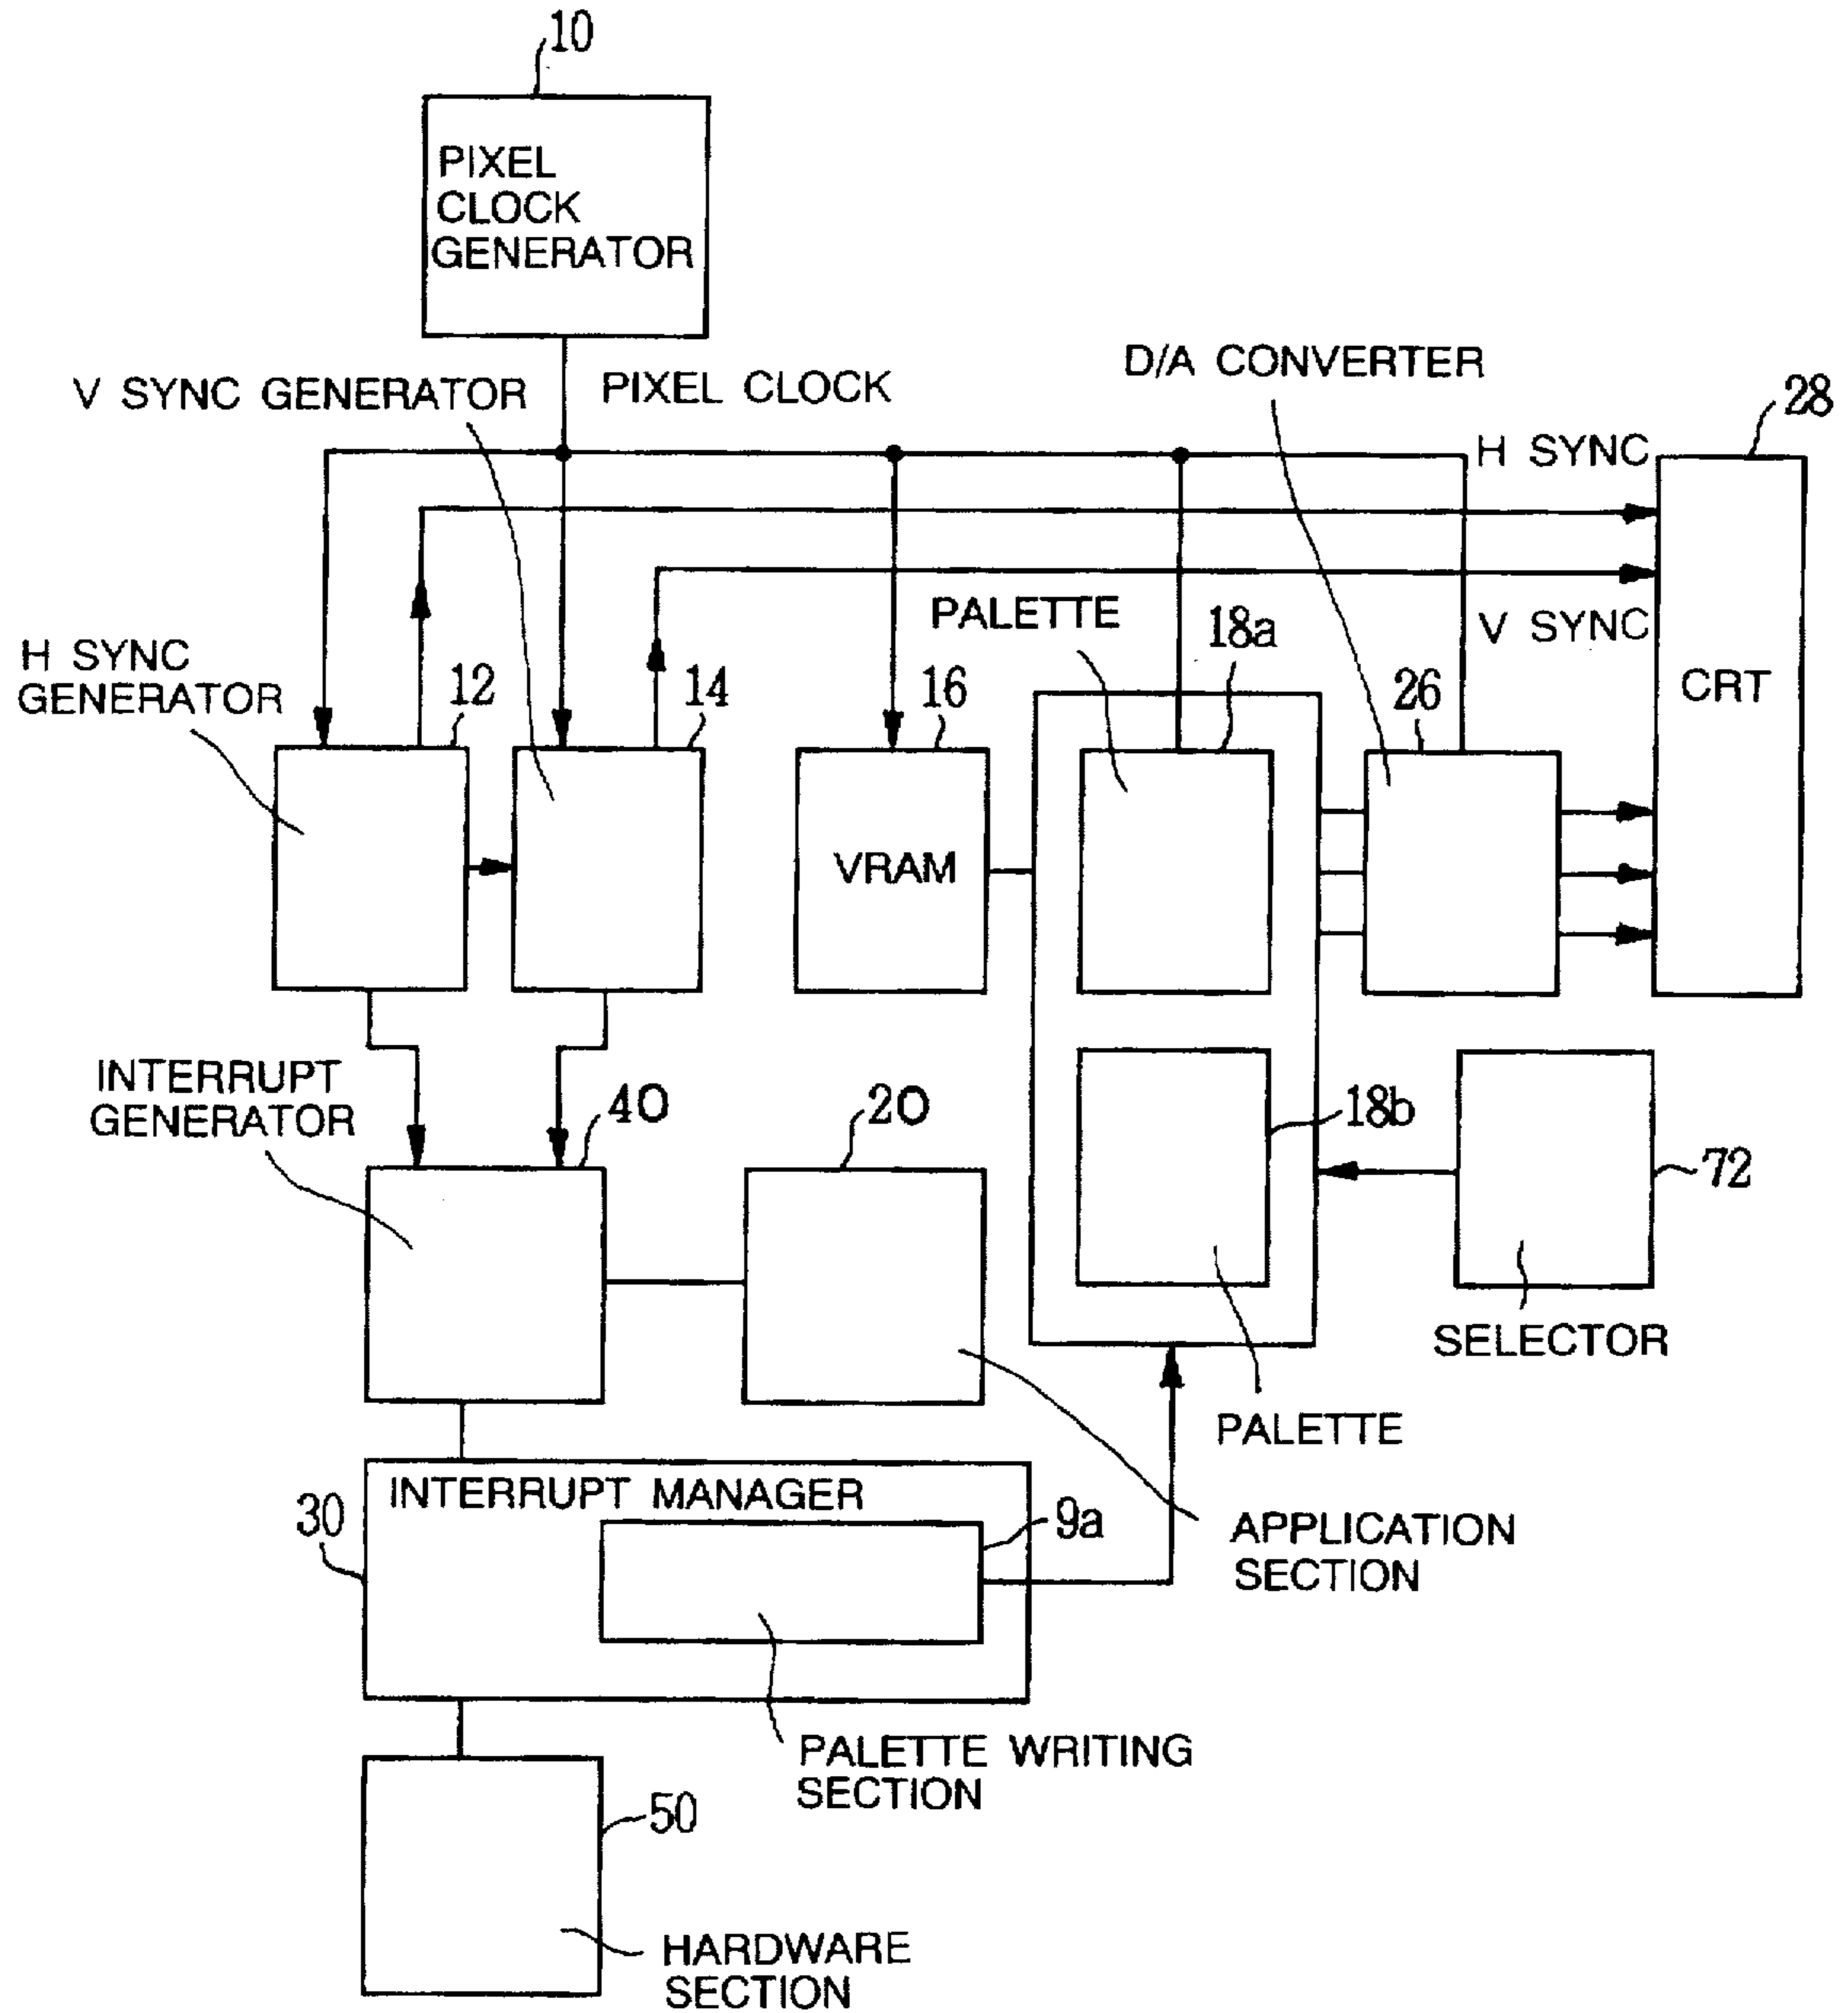 10
PIXEL
CLOCK
GENERATOR
D/A CONVERTER
V SYNC GENERATOR
PIXEL CLOCK
28
H SYNC
PALETTE
18a
V SYNC
H SYNC
GENERATOR
12
14
16
26
CRT
VRAM
INTERRUPT
GENERATOR
40
20
18b
72
SELECTOR
PALETTE
INTERRUPT MANAGER
30
9a
APPLICATION
SECTION
PALETTE WRITING
SECTION
50
HARDWARE
SECTION